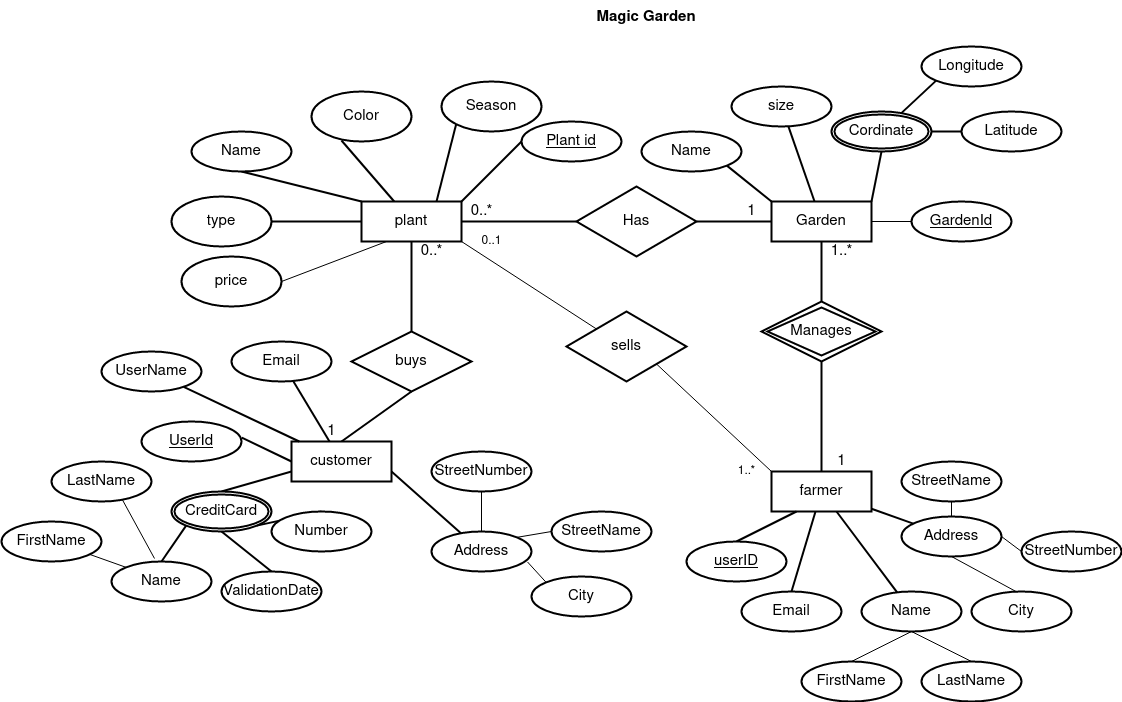 Magic Garden
Longitude
Season
size
Color
Cordinate
Latitude
Plant id
Name
Name
0..*
1
type
plant
Has
Garden
GardenId
0..1
0..*
1..*
price
Manages
sells
Email
buys
UserName
1
UserId
customer
1
StreetNumber
1..*
LastName
StreetName
farmer
CreditCard
Number
StreetName
Address
FirstName
Address
StreetNumber
userID
Name
ValidationDate
City
Email
Name
City
FirstName
LastName